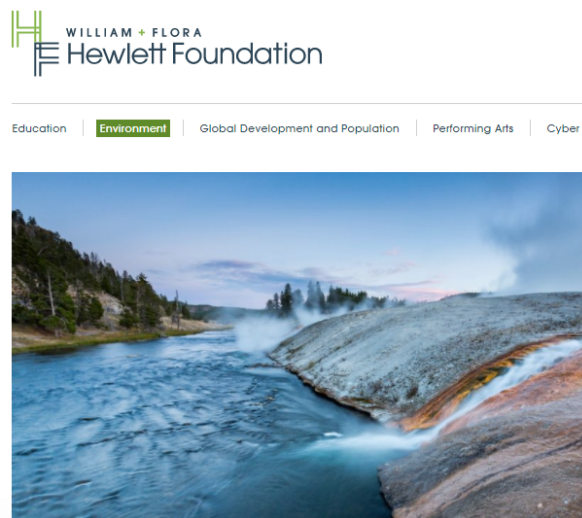 WILLIAM + FLORA
Hewlett Foundation
Education Environment Global Development and Population Performing Arts Cyber